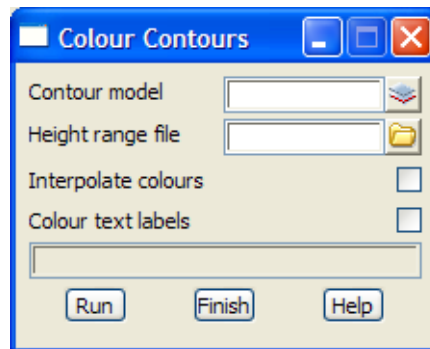 Colour Contours
Contour model
Height range file
Interpolate colours
Colour text labels
Run Finish Help